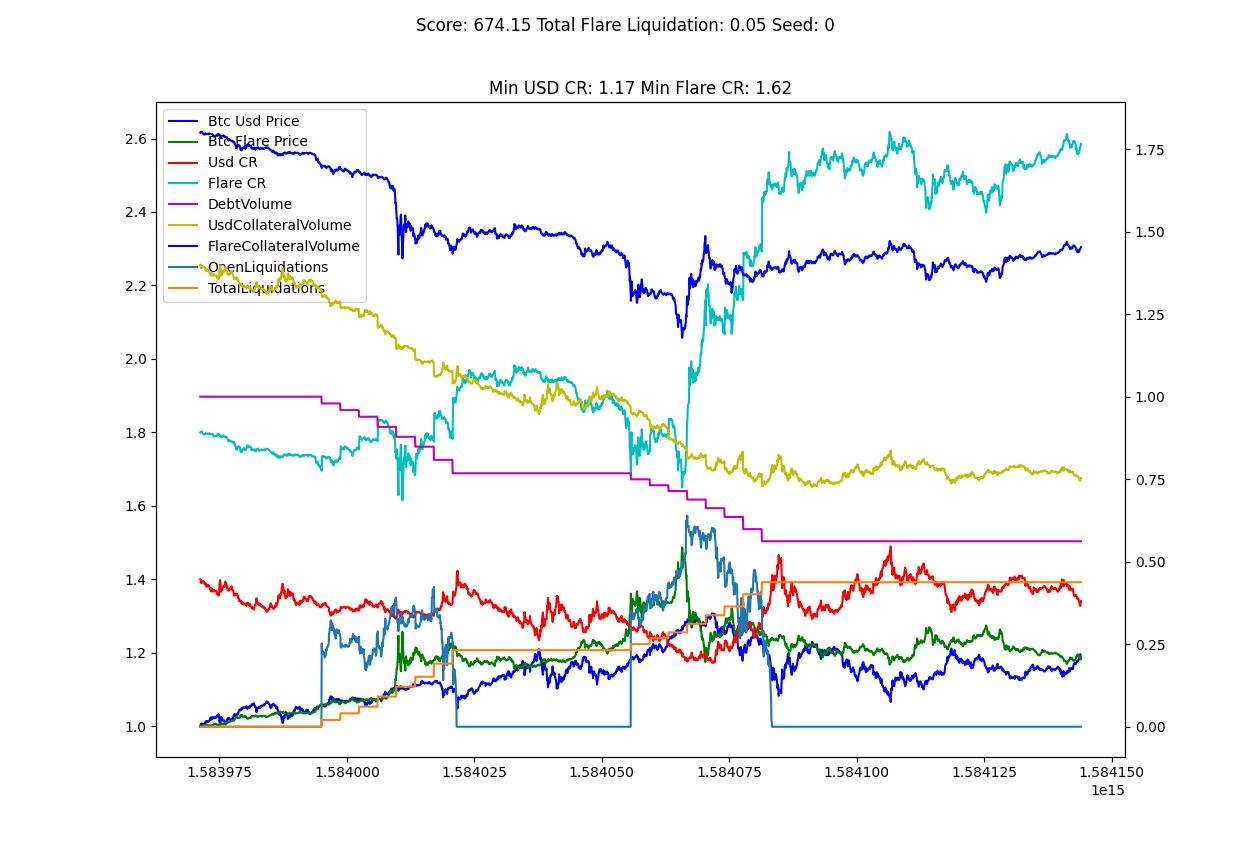 Score: 674.15 Total Flare Liquidation: 0.05 Seed: 0
Min USD CR: 1.17 Min Flare CR: 1.62
Btc Usd Price
Btc Flare Price
Usd CR
Flare CR
DebtVolume
UsdCollateralVolume
FlareCollateralVolume
OpenLiquidations
TotalLiquidations
2.6
2.4
2.2
2.0
1.8
1.6
1.4
1.2
1.0
1.75
1.50
1.25
1.00
0.75
0.50
0.25
0.00
1.583975 1.584000 1.584025 1.584050 1.584075 1.584100 1.584125 1.584150
1e15